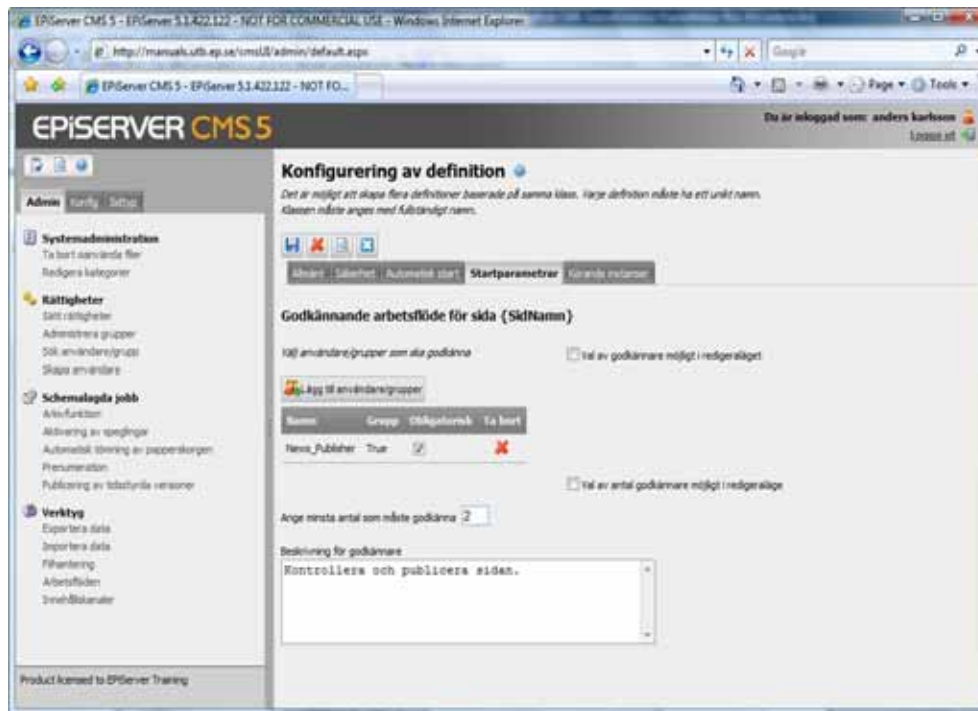 EPiServer CMS 5 - EPiServer 5.1.422.122 - NOT FOR COMMERCIAL USE - Windows Internet Explorer
http://manuals.utb.ep.se/cmsUI/admin/default.aspx
Google
EPiServer CMS 5 - EPiServer 5.1.422.122 - NOT FO...
Page
Tools
EPiSERVER CMS 5
Du är inloggad som: anders karlsson
Logga ut
Admin Konfig Setup
Systemadministration
Ta bort oanvända filer
Redigera kategorier
Rättigheter
Sätt rättigheter
Administrera grupper
Sök användare/grupp
Skapa användare
Schemalagda jobb
Arkivfunktion
Aktivering av speglingar
Automatisk tömning av papperskorgen
Prenumeration
Publicering av tidsstyrda versioner
Verktyg
Exportera data
Importera data
Filhantering
Arbetsflöden
Innehållskanaler
Product licensed to EPiServer Training
Konfigurering av definition
Det är möjligt att skapa flera definitioner baserade på samma klass. Varje definition måste ha ett unikt namn.
Klassen måste anges med fullständigt namn.
Allmänt Säkerhet Automatisk start Startparametrar Körande instanser
Godkännande arbetsflöde för sida {SidNamn}
Välj användare/grupper som ska godkänna
Val av godkännare möjligt i redigeraläget
Lägg till användare/grupper
Namn Grupp Obligatorisk Ta bort
News_Publisher True
Val av antal godkännare möjligt i redigeraläge
Ange minsta antal som måste godkänna 2
Beskrivning för godkännare
Kontrollera och publicera sidan.